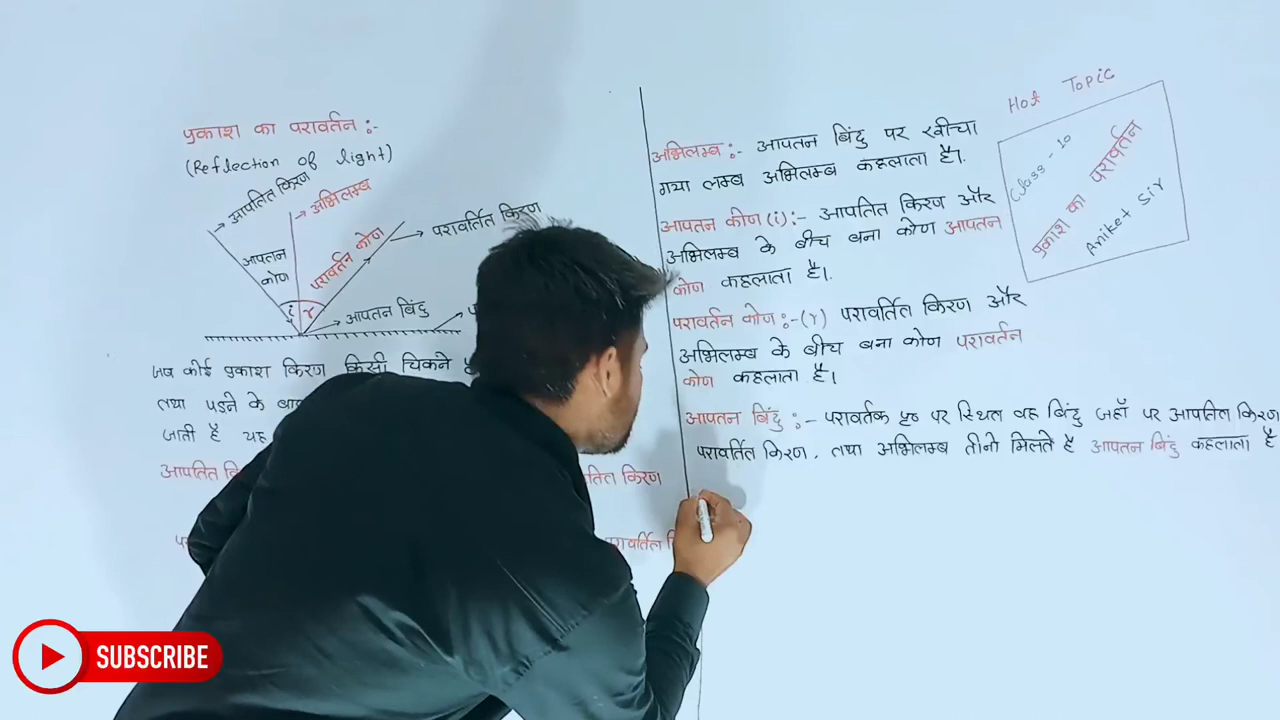 प्रकाश का परावर्तन :-
(Reflection of light)
आपतित किरण
अभिलम्ब
परावर्तित किरण
आपतन
कोण
परावर्तन कोण
i
r
आपतन बिंदु
जब कोई प्रकाश किरण किसी चिकने
तथा पडने के
जाती है यह
आपतित
किरण
अभिलम्ब :- आपतन बिंदु पर खीचा
गया लम्ब अभिलम्ब कहलाता है।
आपतन कोण (i) :- आपतित किरण और
अभिलम्ब के बीच बना कोण आपतन
कोण कहलाता है।
परावर्तन कोण :- (r) परावर्तित किरण और
अभिलम्ब के बीच बना कोण परावर्तन
कोण कहलाता है।
आपतन बिंदु :- परावर्तक पृष्ठ पर स्थित वह बिंदु जहाँ पर आपतित किरण
परावर्तित किरण, तथा अभिलम्ब तीनो मिलते है आपतन बिंदु कहलाता है
Hot Topic
Class - 10
प्रकाश का परावर्तन
Aniket Sir
SUBSCRIBE